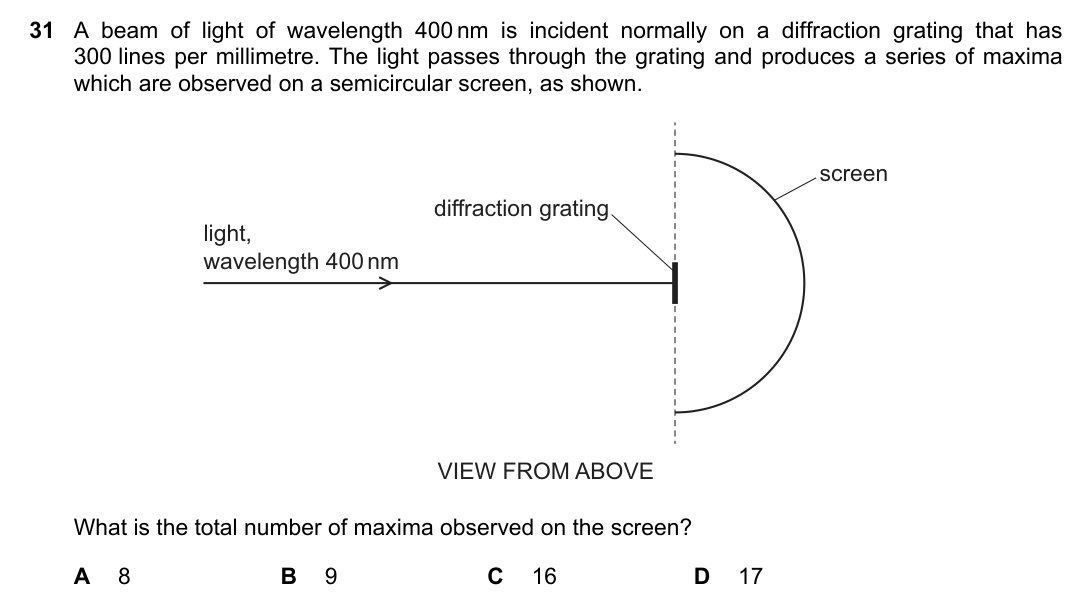 31 A beam of light of wavelength 400 nm is incident normally on a diffraction grating that has
300 lines per millimetre. The light passes through the grating and produces a series of maxima
which are observed on a semicircular screen, as shown.
screen
diffraction grating
light,
wavelength 400 nm
VIEW FROM ABOVE
What is the total number of maxima observed on the screen?
A 8 B 9 C 16 D 17